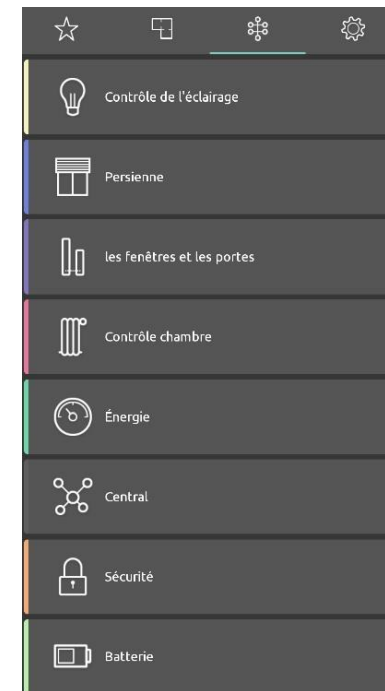 Contrôle de l'éclairage
Persienne
les fenêtres et les portes
Contrôle chambre
Énergie
Central
Sécurité
Batterie